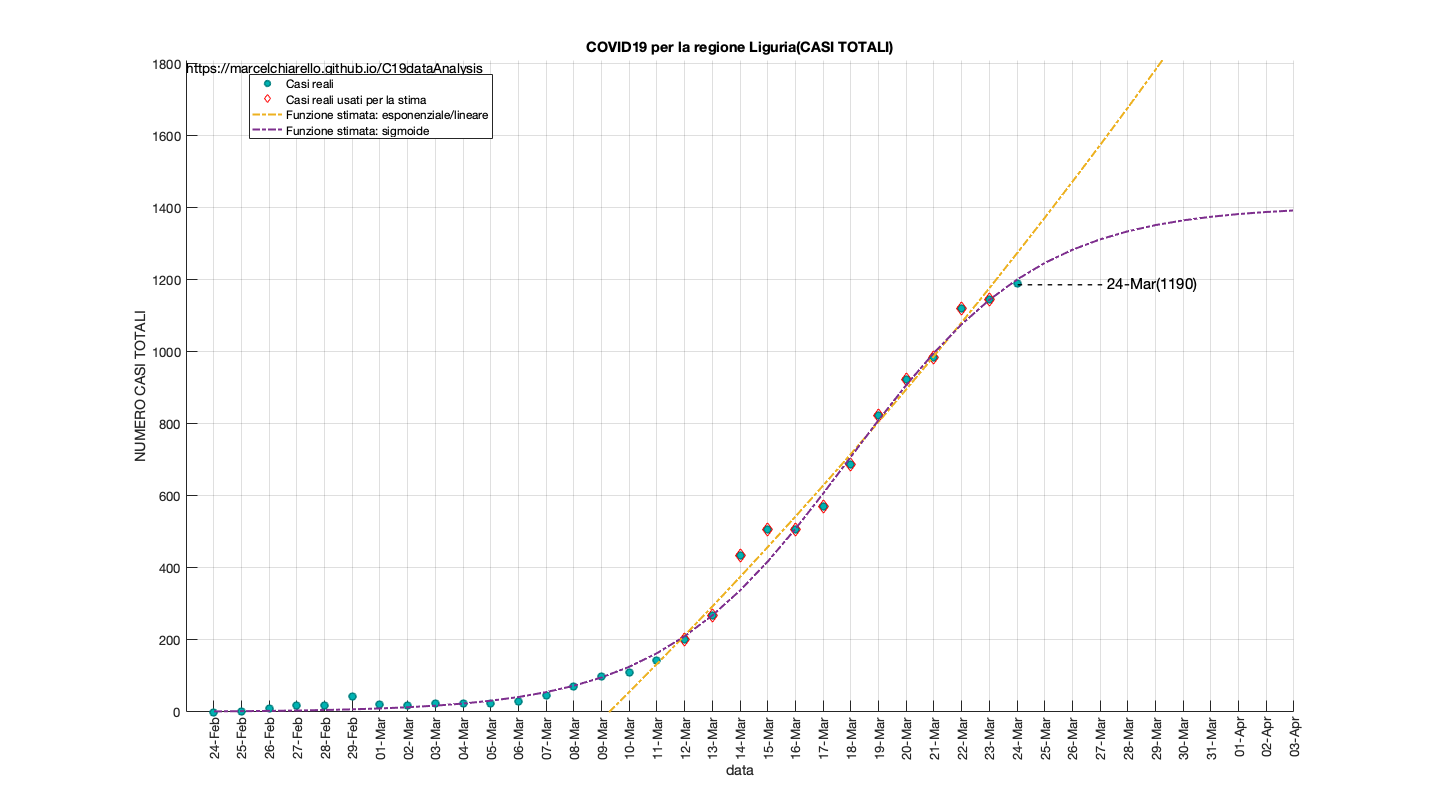 COVID19 per la regione Liguria(CASI TOTALI)
https://marcelchiarello.github.io/C19dataAnalysis
Casi reali
Casi reali usati per la stima
Funzione stimata: esponenziale/lineare
Funzione stimata: sigmoide
NUMERO CASI TOTALI
1800
1600
1400
1200
1000
800
600
400
200
0
24-Mar(1190)
24-Feb
25-Feb
26-Feb
27-Feb
28-Feb
29-Feb
01-Mar
02-Mar
03-Mar
04-Mar
05-Mar
06-Mar
07-Mar
08-Mar
09-Mar
10-Mar
11-Mar
12-Mar
13-Mar
14-Mar
15-Mar
16-Mar
17-Mar
18-Mar
19-Mar
20-Mar
21-Mar
22-Mar
23-Mar
24-Mar
25-Mar
26-Mar
27-Mar
28-Mar
29-Mar
30-Mar
31-Mar
01-Apr
02-Apr
03-Apr
data